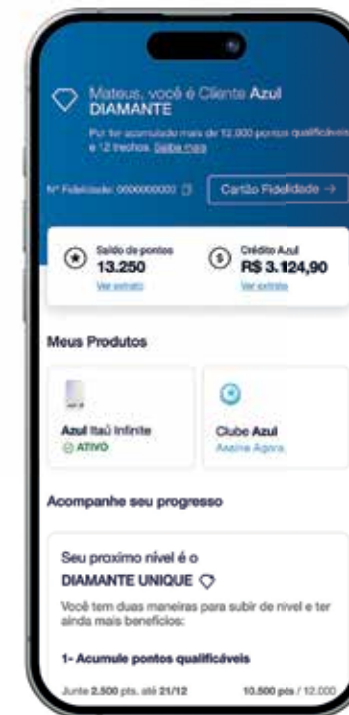 Mateus, você é Cliente Azul
DIAMANTE
Por ter acumulado mais de 12.000 pontos qualificáveis
e 12 trechos. Saiba mais
Nº Fidelidade: 0000000000
Cartão Fidelidade →
Saldo de pontos
13.250
Ver extrato
Crédito Azul
R$ 3.124,90
Ver extrato
Meus Produtos
Azul Itaú Infinite
ATIVO
Clube Azul
Assine Agora.
Acompanhe seu progresso
Seu proximo nível é o
DIAMANTE UNIQUE
Você tem duas maneiras para subir de nivel e ter
ainda mais benefícios:
1- Acumule pontos qualificáveis
Junte 2.500 pts. até 21/12
10.500 pts / 12.000